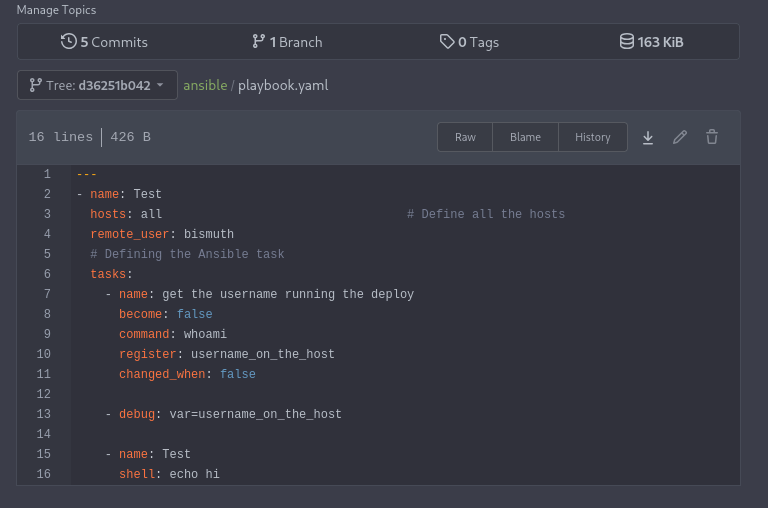 Manage Topics
5 Commits 1 Branch 0 Tags 163 KiB
Tree: d36251b042 ansible / playbook.yaml
16 lines 426 B Raw Blame History
1 ---
2 - name: Test
3   hosts: all                                  # Define all the hosts
4   remote_user: bismuth
5   # Defining the Ansible task
6   tasks:
7     - name: get the username running the deploy
8       become: false
9       command: whoami
10       register: username_on_the_host
11       changed_when: false
12
13     - debug: var=username_on_the_host
14
15     - name: Test
16       shell: echo hi